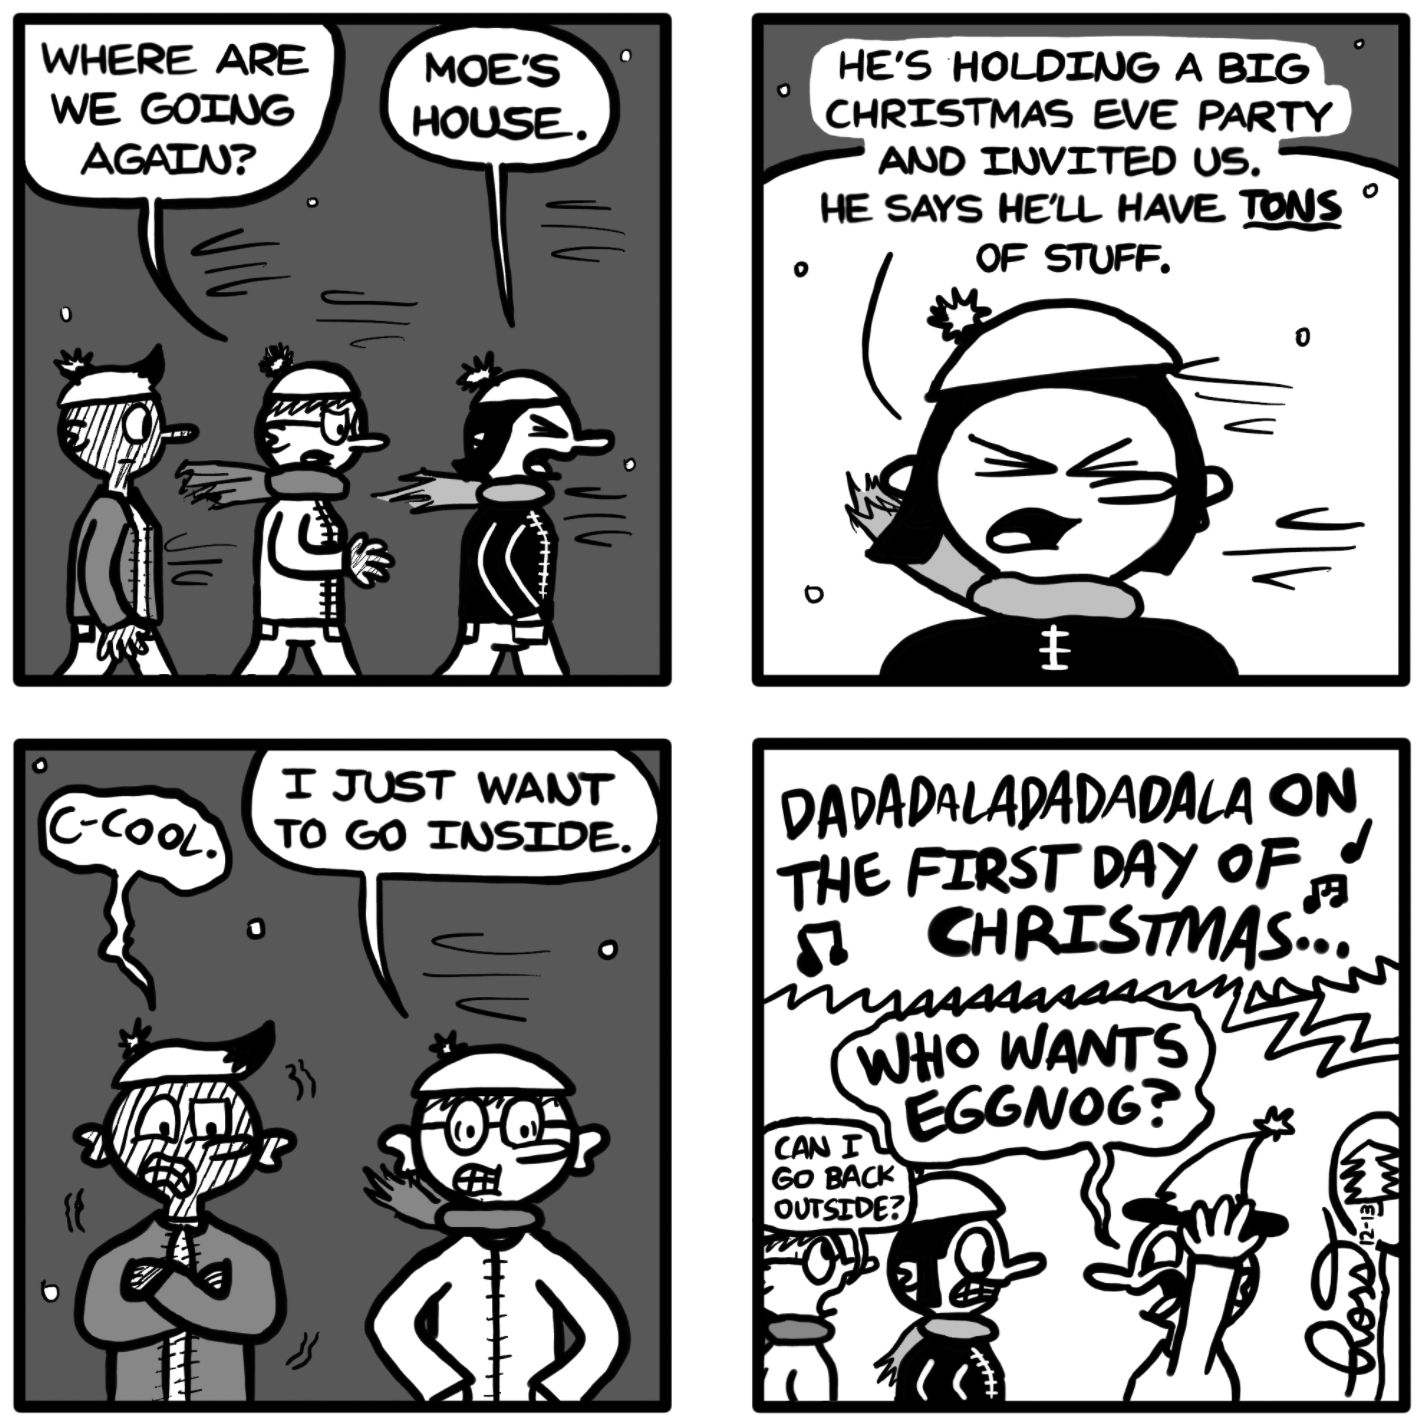 WHERE ARE
WE GOING
AGAIN?
MOE'S
HOUSE.
HE'S HOLDING A BIG
CHRISTMAS EVE PARTY
AND INVITED US.
HE SAYS HE'LL HAVE TONS
OF STUFF.
C-COOL.
I JUST WANT
TO GO INSIDE.
DADADALADADADADALA ON
THE FIRST DAY OF
CHRISTMAS...
WHO WANTS
EGGNOG?
CAN I
GO BACK
OUTSIDE?
12-13